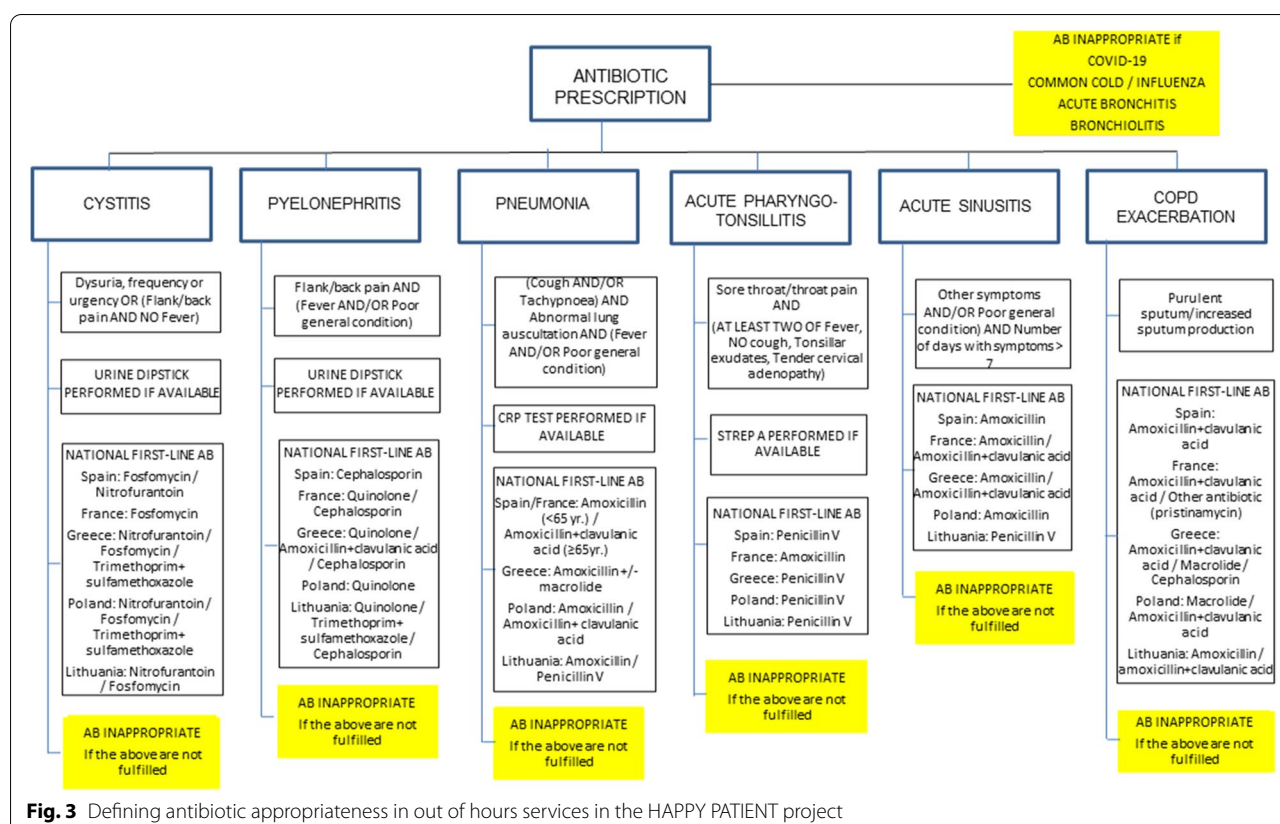 ANTIBIOTIC
PRESCRIPTION
AB INAPPROPRIATE if
COVID-19
COMMON COLD / INFLUENZA
ACUTE BRONCHITIS
BRONCHIOLITIS
CYSTITIS
Dysuria, frequency or
urgency OR (Flank/back
pain AND NO Fever)
URINE DIPSTICK
PERFORMED IF AVAILABLE
NATIONAL FIRST-LINE AB
Spain: Fosfomycin /
Nitrofurantoin
France: Fosfomycin
Greece: Nitrofurantoin /
Fosfomycin /
Trimethoprim+
sulfamethoxazole
Poland: Nitrofurantoin /
Fosfomycin /
Trimethoprim+
sulfamethoxazole
Lithuania: Nitrofurantoin
/ Fosfomycin
AB INAPPROPRIATE
If the above are not
fulfilled
PYELONEPHRITIS
Flank/back pain AND
(Fever AND/OR Poor
general condition)
URINE DIPSTICK
PERFORMED IF AVAILABLE
NATIONAL FIRST-LINE AB
Spain: Cephalosporin
France: Quinolone /
Cephalosporin
Greece: Quinolone /
Amoxicillin+clavulanic acid
/ Cephalosporin
Poland: Quinolone
Lithuania: Quinolone /
Trimethoprim+
sulfamethoxazole /
Cephalosporin
AB INAPPROPRIATE
If the above are not
fulfilled
PNEUMONIA
(Cough AND/OR
Tachypnoea) AND
Abnormal lung
auscultation AND (Fever
AND/OR Poor general
condition)
CRP TEST PERFORMED IF
AVAILABLE
NATIONAL FIRST-LINE AB
Spain/France: Amoxicillin
(<65 yr.) /
Amoxicillin+clavulanic
acid (≥65yr.)
Greece: Amoxicillin +/-
macrolide
Poland: Amoxicillin /
Amoxicillin+ clavulanic
acid
Lithuania: Amoxicillin /
Penicillin V
AB INAPPROPRIATE
If the above are not
fulfilled
ACUTE PHARYNGO-
TONSILLITIS
Sore throat/throat pain
AND
(AT LEAST TWO OF Fever,
NO cough, Tonsillar
exudates, Tender cervical
adenopathy)
STREP A PERFORMED IF
AVAILABLE
NATIONAL FIRST-LINE AB
Spain: Penicillin V
France: Amoxicillin
Greece: Penicillin V
Poland: Penicillin V
Lithuania: Penicillin V
AB INAPPROPRIATE
If the above are not
fulfilled
ACUTE SINUSITIS
Other symptoms
AND/OR Poor general
condition) AND Number
of days with symptoms >
7
NATIONAL FIRST-LINE AB
Spain: Amoxicillin
France: Amoxicillin /
Amoxicillin+clavulanic acid
Greece: Amoxicillin /
Amoxicillin+clavulanic acid
Poland: Amoxicillin
Lithuania: Penicillin V
AB INAPPROPRIATE
If the above are not
fulfilled
COPD
EXACERBATION
Purulent
sputum/increased
sputum production
NATIONAL FIRST-LINE AB
Spain:
Amoxicillin+clavulanic
acid
France:
Amoxicillin+clavulanic
acid / Other antibiotic
(pristinamycin)
Greece:
Amoxicillin+clavulanic
acid / Macrolide /
Cephalosporin
Poland: Macrolide /
Amoxicillin+clavulanic
acid
Lithuania: Amoxicillin /
amoxicillin+clavulanic acid
AB INAPPROPRIATE
If the above are not
fulfilled
Fig. 3 Defining antibiotic appropriateness in out of hours services in the HAPPY PATIENT project